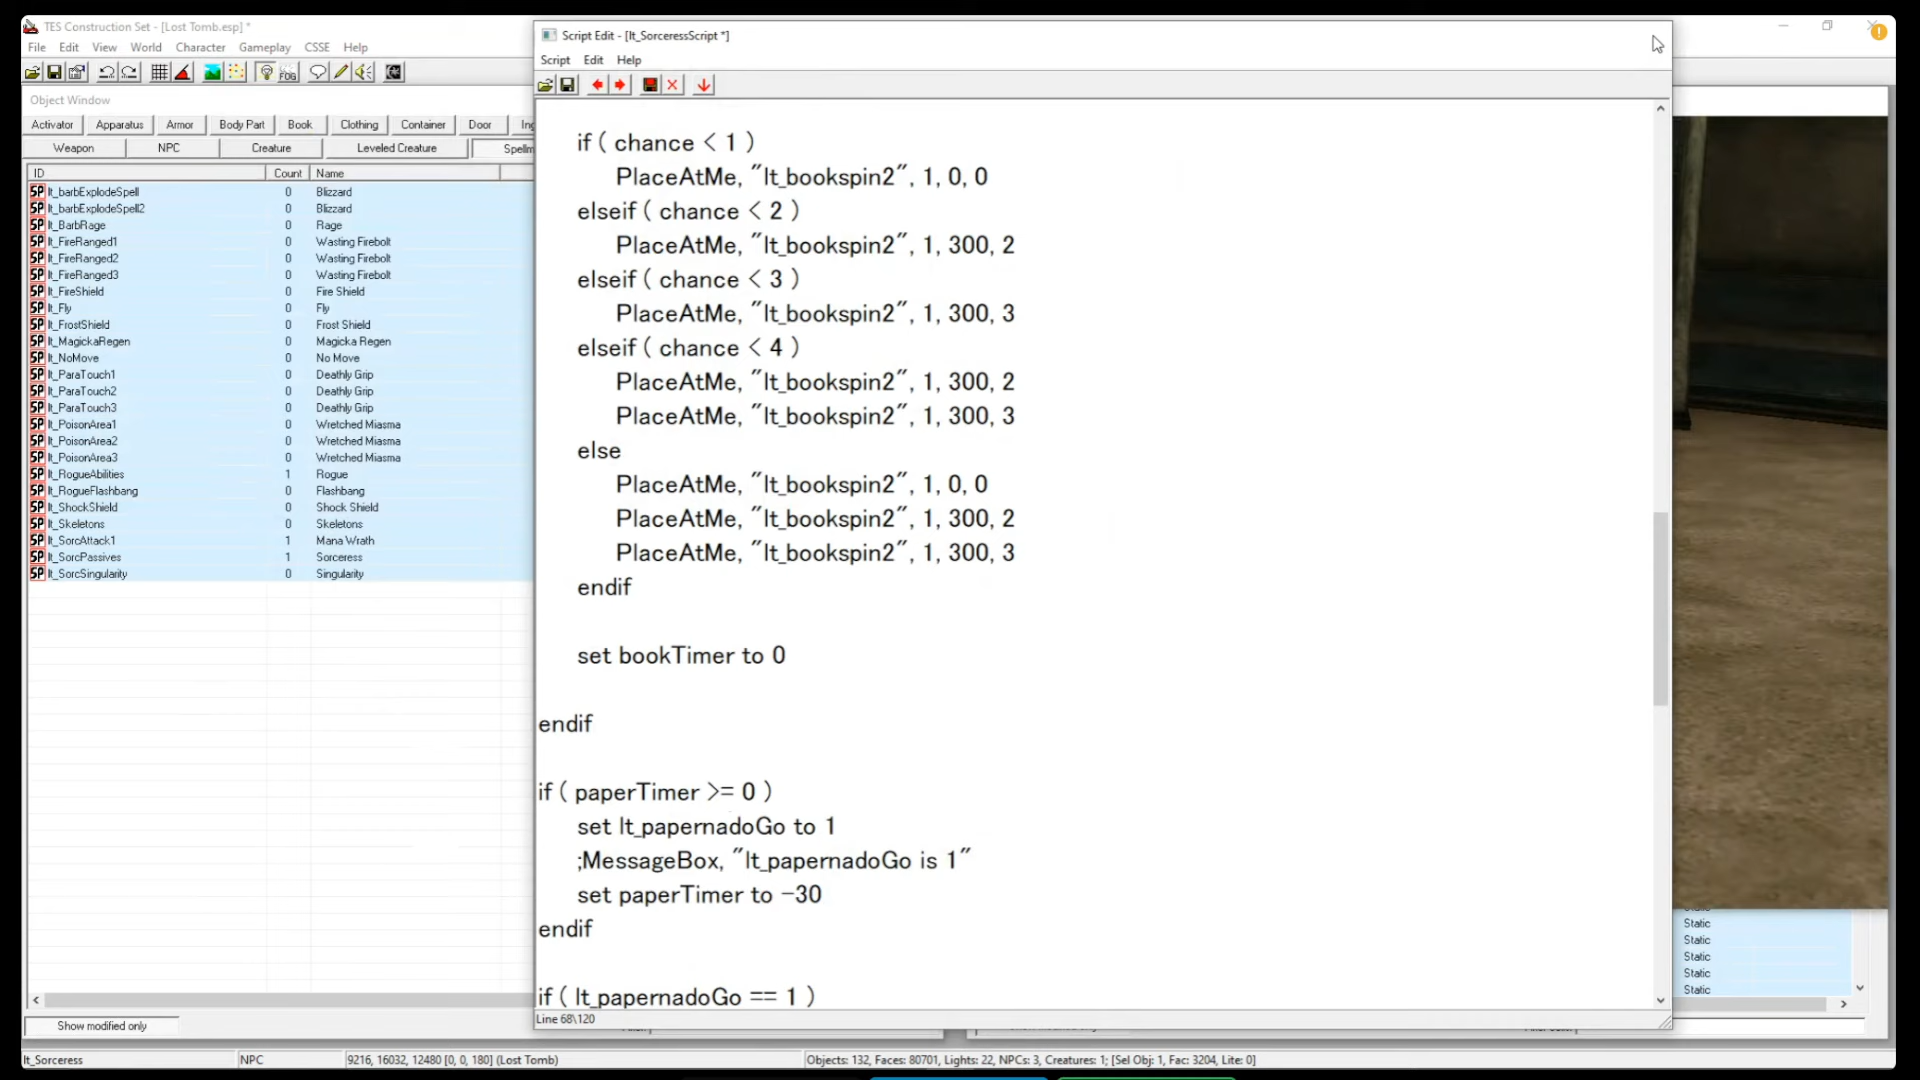 TES Construction Set - [Lost Tomb.esp] *
File Edit View World Character Gameplay CSSE Help
Object Window
Activator Apparatus Armor Body Part Book Clothing Container Door
Weapon NPC Creature Leveled Creature
ID Count Name
lt_barbExplodeSpell 0 Blizzard
lt_barbExplodeSpell2 0 Blizzard
lt_BarbRage 0 Rage
lt_FireRanged1 0 Wasting Firebolt
lt_FireRanged2 0 Wasting Firebolt
lt_FireRanged3 0 Wasting Firebolt
lt_FireShield 0 Fire Shield
lt_Fly 0 Fly
lt_FrostShield 0 Frost Shield
lt_MagickaRegen 0 Magicka Regen
lt_NoMove 0 No Move
lt_ParaTouch1 0 Deathly Grip
lt_ParaTouch2 0 Deathly Grip
lt_ParaTouch3 0 Deathly Grip
lt_PoisonArea1 0 Wretched Miasma
lt_PoisonArea2 0 Wretched Miasma
lt_PoisonArea3 0 Wretched Miasma
lt_RogueAbilities 1 Rogue
lt_RogueFlashbang 0 Flashbang
lt_ShockShield 0 Shock Shield
lt_Skeletons 0 Skeletons
lt_SorcAttack1 1 Mana Wrath
lt_SorcPassives 1 Sorceress
lt_SorcSingularity 0 Singularity
Show modified only
Script Edit - [lt_SorceressScript *]
Script Edit Help
if ( chance < 1 )
PlaceAtMe, "lt_bookspin2", 1, 0, 0
elseif ( chance < 2 )
PlaceAtMe, "lt_bookspin2", 1, 300, 2
elseif ( chance < 3 )
PlaceAtMe, "lt_bookspin2", 1, 300, 3
elseif ( chance < 4 )
PlaceAtMe, "lt_bookspin2", 1, 300, 2
PlaceAtMe, "lt_bookspin2", 1, 300, 3
else
PlaceAtMe, "lt_bookspin2", 1, 0, 0
PlaceAtMe, "lt_bookspin2", 1, 300, 2
PlaceAtMe, "lt_bookspin2", 1, 300, 3
endif
set bookTimer to 0
endif
if ( paperTimer >= 0 )
set lt_papernadoGo to 1
;MessageBox, "lt_papernadoGo is 1"
set paperTimer to -30
endif
if ( lt_papernadoGo == 1 )
Line 68\120
Static
Static
Static
Static
Static
lt_Sorceress NPC 9216, 16032, 12480 [0, 0, 180] (Lost Tomb) Objects: 132, Faces: 80701, Lights: 22, NPCs: 3, Creatures: 1; [Sel Obj: 1, Fac: 3204, Lite: 0]